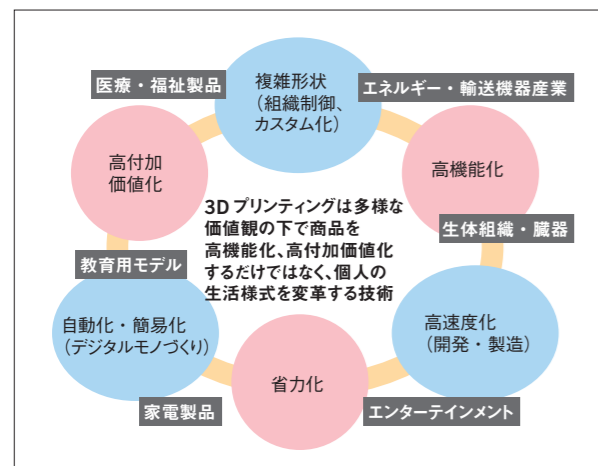 医療・福祉製品
複雑形状
（組織制御、
カスタム化）
エネルギー・輸送機器産業
高付加
価値化
高機能化
3Dプリンティングは多様な
価値観の下で商品を
高機能化、高付加価値化
するだけではなく、個人の
生活様式を変革する技術
生体組織・臓器
教育用モデル
自動化・簡易化
（デジタルモノづくり）
高速度化
（開発・製造）
省力化
家電製品
エンターテインメント